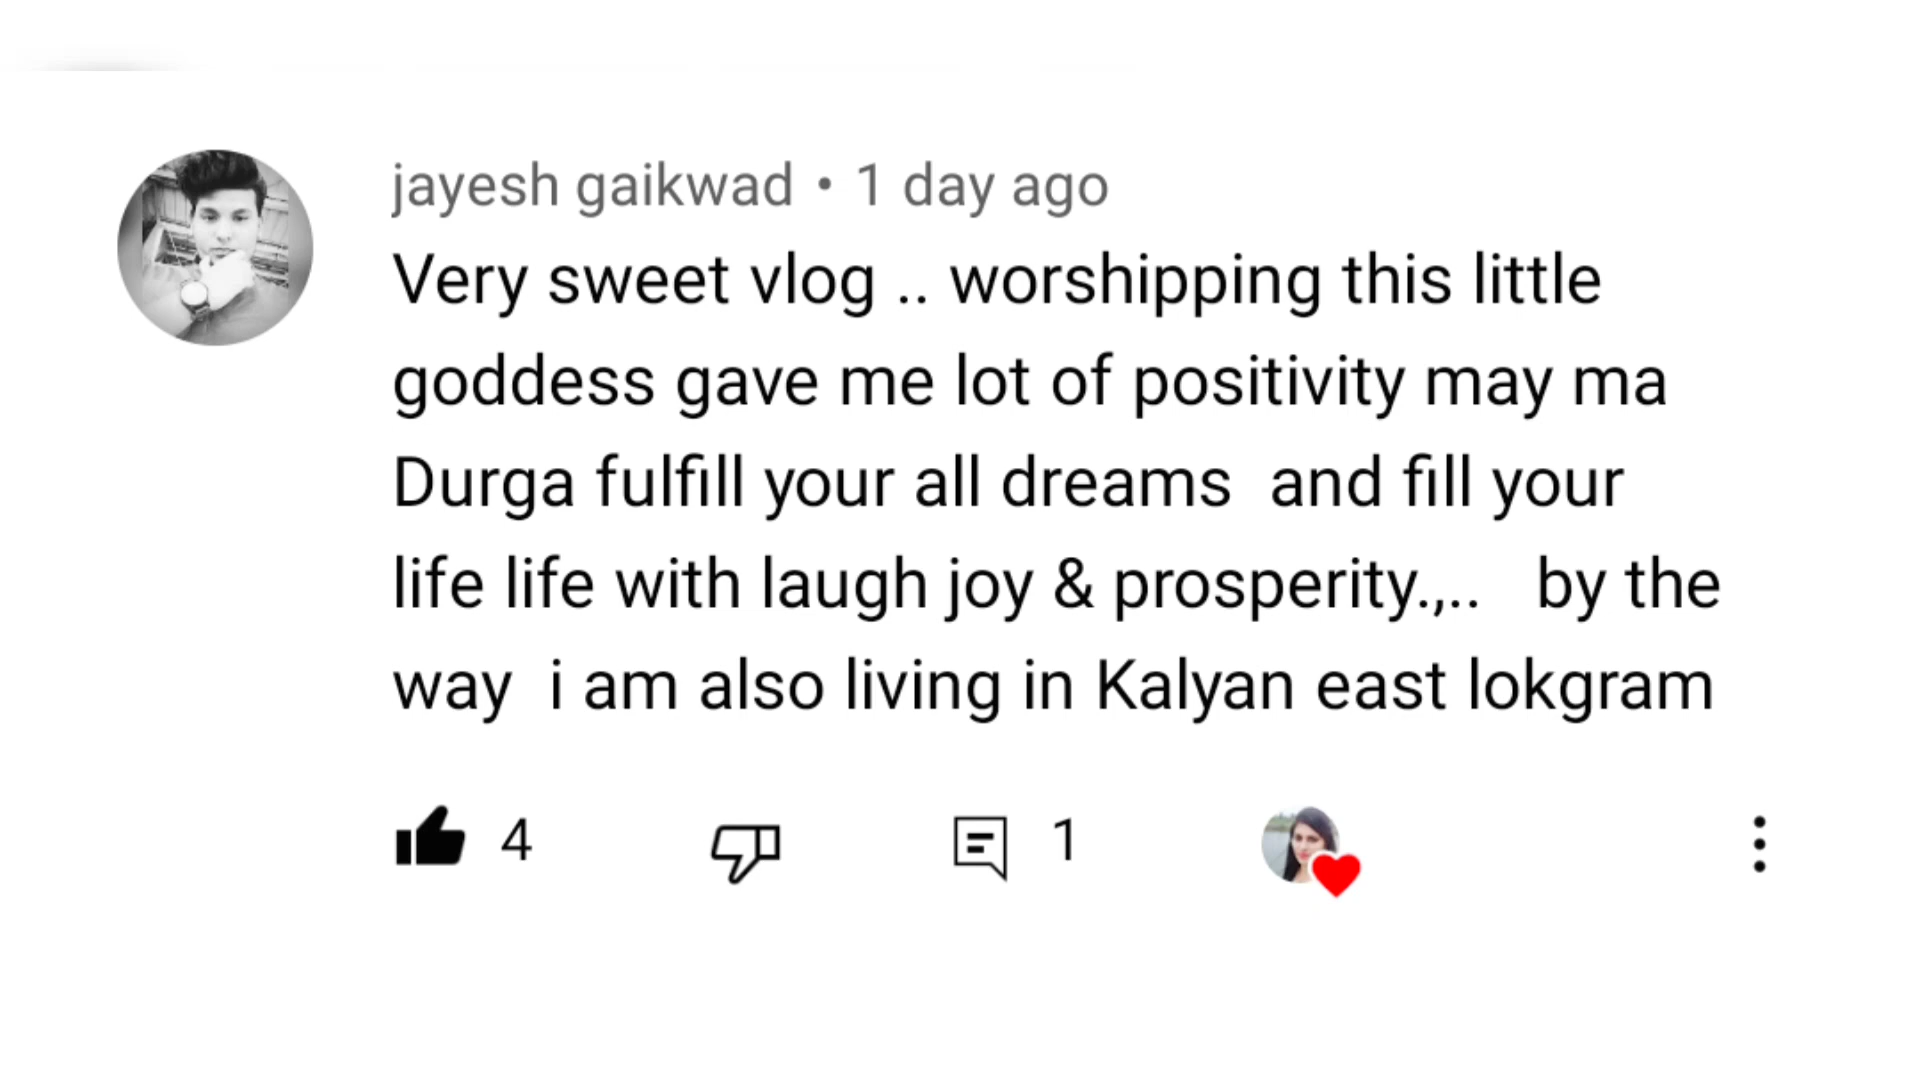 jayesh gaikwad • 1 day ago
Very sweet vlog .. worshipping this little
goddess gave me lot of positivity may ma
Durga fulfill your all dreams  and fill your
life life with laugh joy & prosperity.,..   by the
way  i am also living in Kalyan east lokgram
4 1